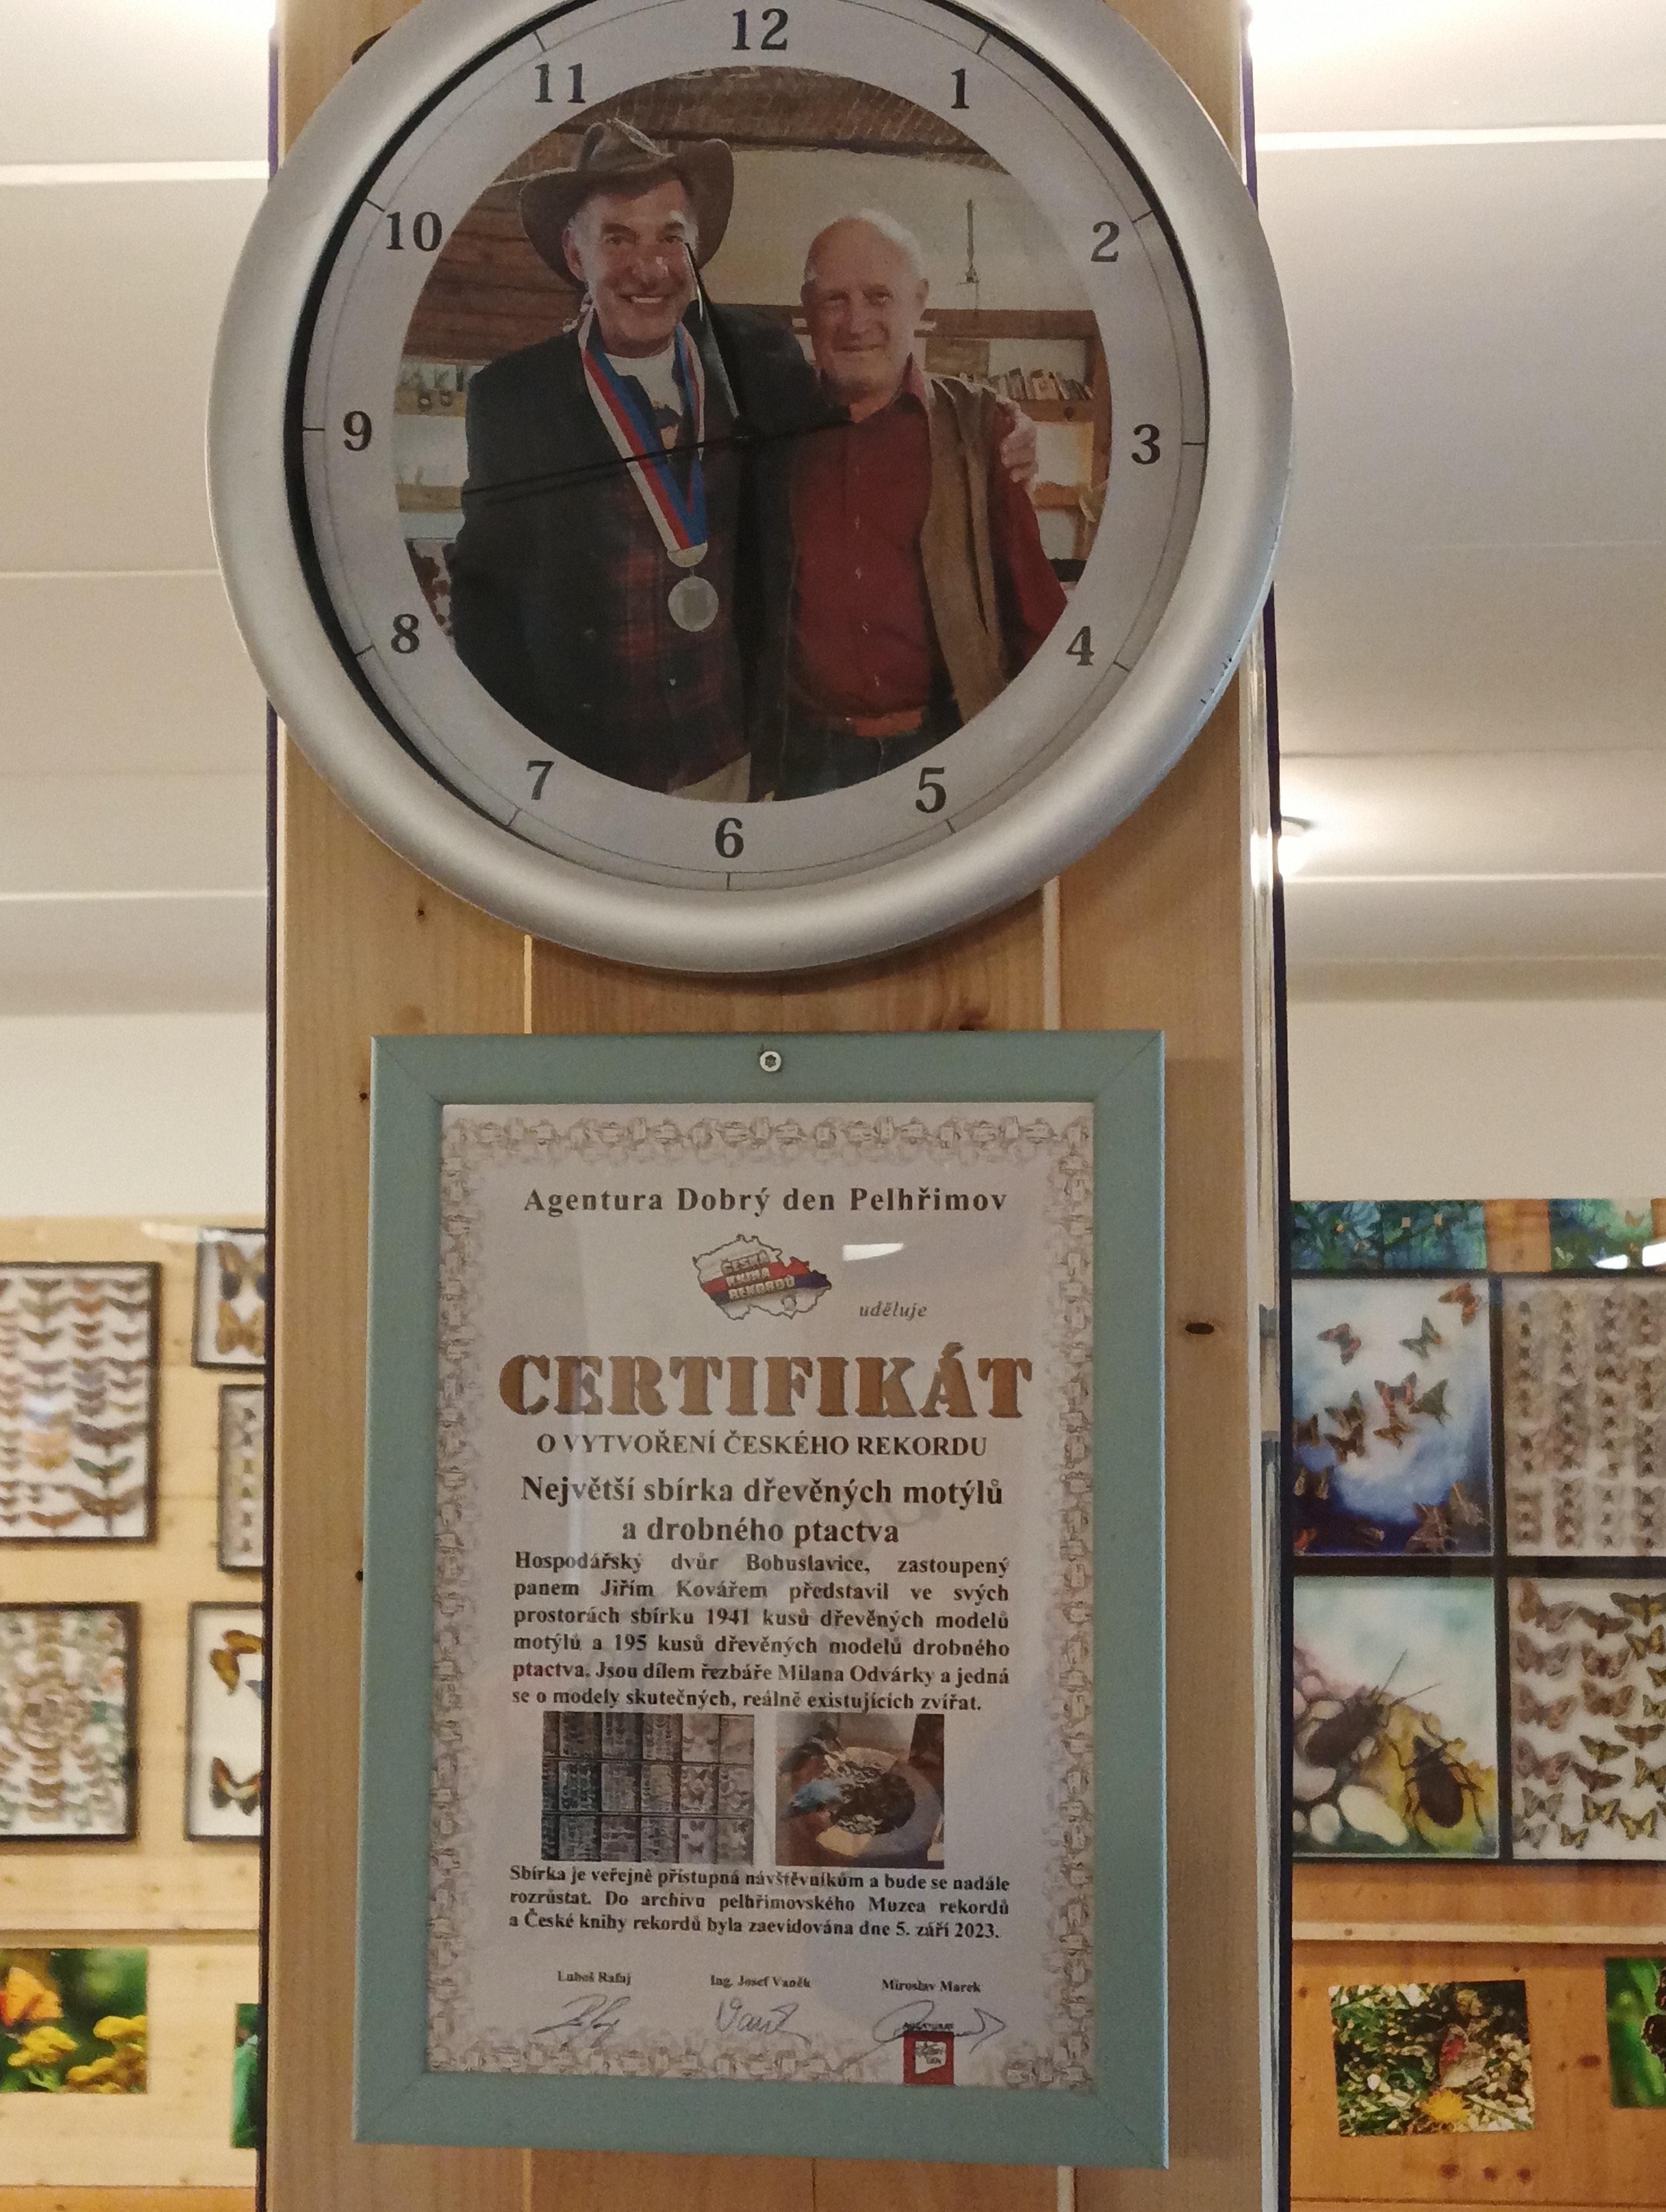 12
11
1
10
2
9
3
8
4
7
5
6
Agentura Dobrý den Pelhřimov
ČESKÁ
KNIHA
REKORDŮ
uděluje
CERTIFIKÁT
O VYTVOŘENÍ ČESKÉHO REKORDU
Největší sbírka dřevěných motýlů
a drobného ptactva
Hospodářský dvůr Bohuslavice, zastoupený
panem Jiřím Kovářem představil ve svých
prostorách sbírku 1941 kusů dřevěných modelů
motýlů a 195 kusů dřevěných modelů drobného
ptactva. Jsou dílem řezbáře Milana Odvárky a jedná
se o modely skutečných, reálně existujících zvířat.
Sbírka je veřejně přístupná návštěvníkům a bude se nadále
rozrůstat. Do archivu pelhřimovského Muzea rekordů
a České knihy rekordů byla zaevidována dne 5. září 2023.
Luboš Rafaj
Ing. Josef Vaněk
Miroslav Marek